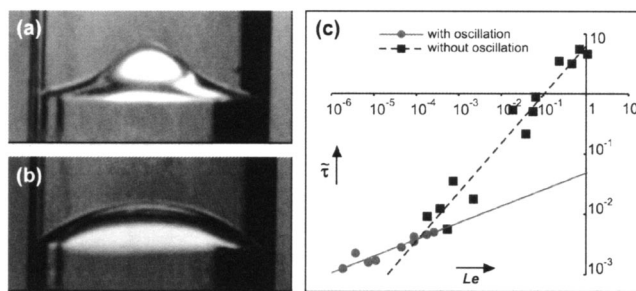 (a)
(b)
(c)
with oscillation
without oscillation
10
1
10⁻¹
10⁻²
10⁻³
10⁻⁶ 10⁻⁵ 10⁻⁴ 10⁻³ 10⁻² 10⁻¹ 1 10
τ̃
Le